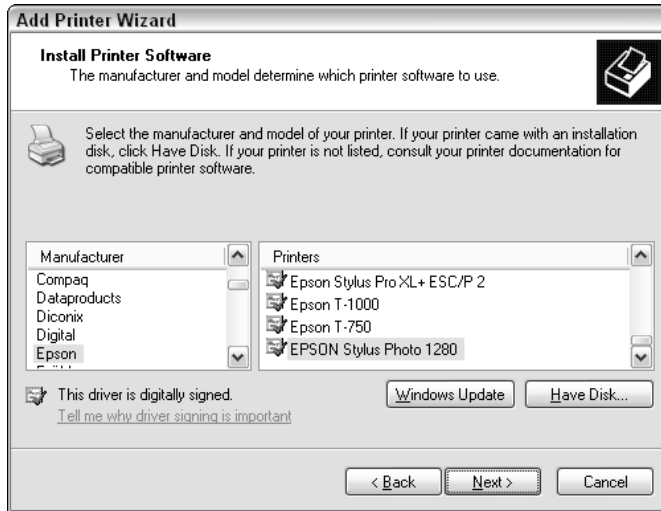 Add Printer Wizard
Install Printer Software
The manufacturer and model determine which printer software to use.
Select the manufacturer and model of your printer. If your printer came with an installation
disk, click Have Disk. If your printer is not listed, consult your printer documentation for
compatible printer software.
Manufacturer
Compaq
Dataproducts
Diconix
Digital
Epson
Printers
Epson Stylus Pro XL+ ESC/P 2
Epson T-1000
Epson T-750
EPSON Stylus Photo 1280
This driver is digitally signed.
Tell me why driver signing is important
Windows Update
Have Disk...
< Back
Next >
Cancel